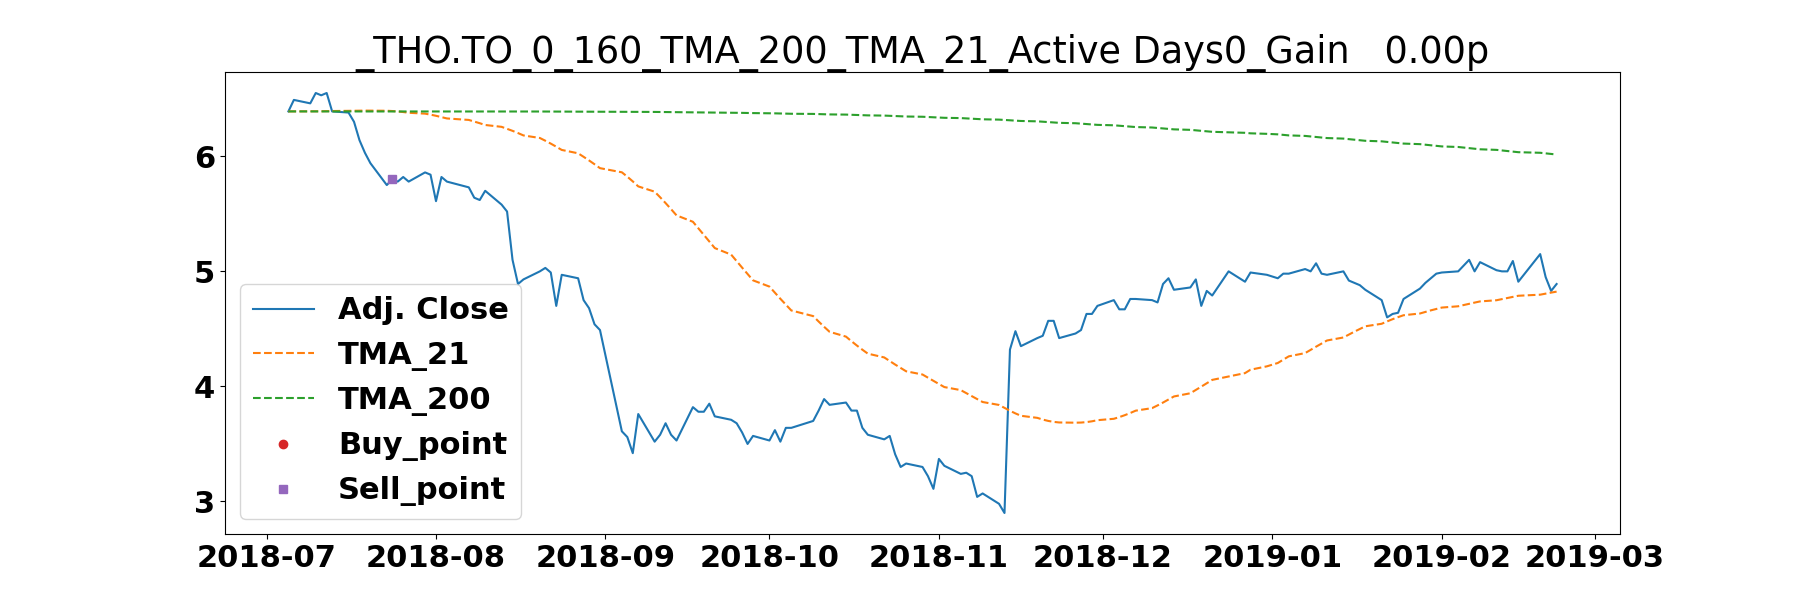 _THO.TO_0_160_TMA_200_TMA_21_Active Days0_Gain   0.00p
6
5
4
3
Adj. Close
TMA_21
TMA_200
Buy_point
Sell_point
2018-07 2018-08 2018-09 2018-10 2018-11 2018-12 2019-01 2019-02 2019-03